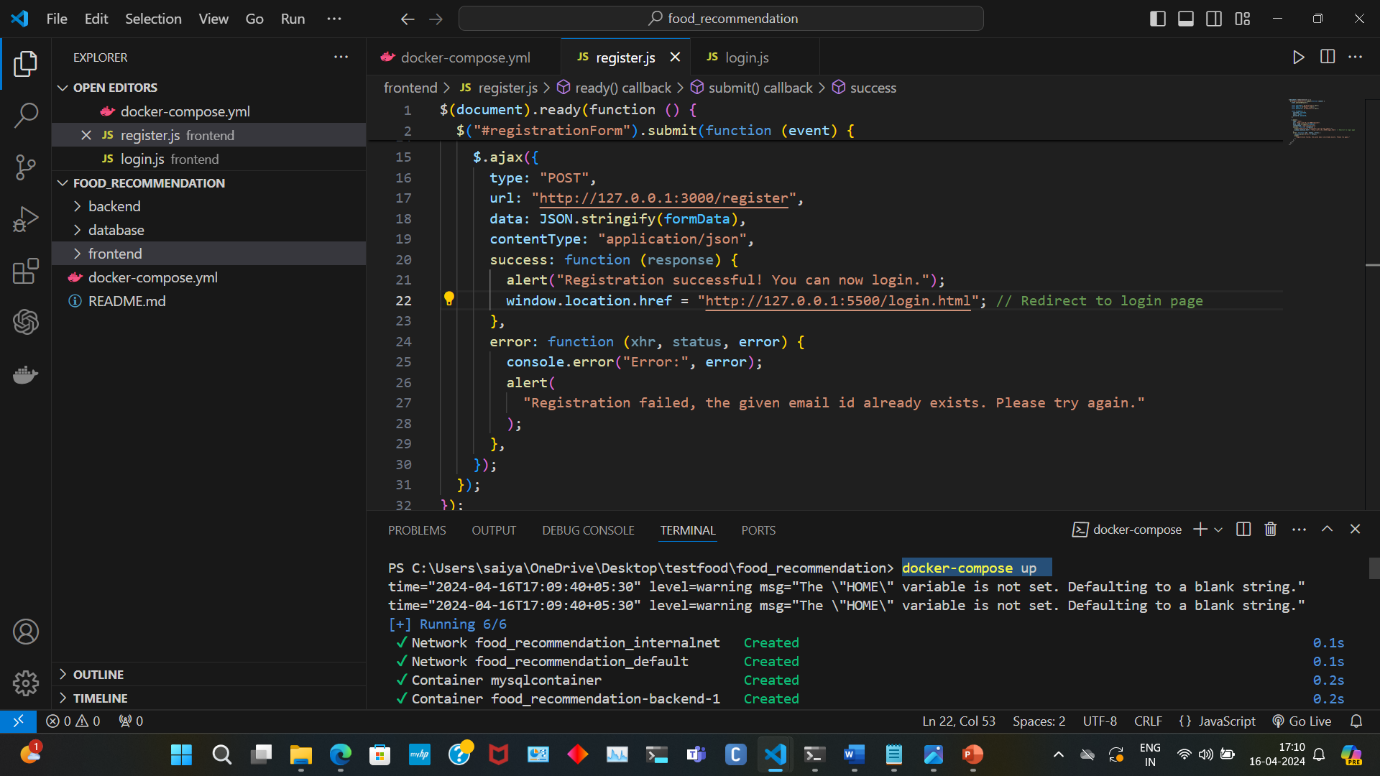 File Edit Selection View Go Run ··· food_recommendation
EXPLORER ···
OPEN EDITORS
docker-compose.yml
JS register.js frontend
JS login.js frontend
FOOD_RECOMMENDATION
backend
database
frontend
docker-compose.yml
README.md
OUTLINE
TIMELINE
docker-compose.yml JS register.js JS login.js
frontend > JS register.js > ready() callback > submit() callback > success
1 $(document).ready(function () {
2 $("#registrationForm").submit(function (event) {
15 $.ajax({
16 type: "POST",
17 url: "http://127.0.0.1:3000/register",
18 data: JSON.stringify(formData),
19 contentType: "application/json",
20 success: function (response) {
21 alert("Registration successful! You can now login.");
22 window.location.href = "http://127.0.0.1:5500/login.html"; // Redirect to login page
23 },
24 error: function (xhr, status, error) {
25 console.error("Error:", error);
26 alert(
27 "Registration failed, the given email id already exists. Please try again."
28 );
29 },
30 });
31 });
32 });
PROBLEMS OUTPUT DEBUG CONSOLE TERMINAL PORTS docker-compose
PS C:\Users\saiya\OneDrive\Desktop\testfood\food_recommendation> docker-compose up
time="2024-04-16T17:09:40+05:30" level=warning msg="The \"HOME\" variable is not set. Defaulting to a blank string."
time="2024-04-16T17:09:40+05:30" level=warning msg="The \"HOME\" variable is not set. Defaulting to a blank string."
[+] Running 6/6
✓ Network food_recommendation_internalnet Created 0.1s
✓ Network food_recommendation_default Created 0.1s
✓ Container mysqlcontainer Created 0.2s
✓ Container food_recommendation-backend-1 Created 0.2s
0 0 0 Ln 22, Col 53 Spaces: 2 UTF-8 CRLF {} JavaScript Go Live
1 ENG 17:10
IN 16-04-2024